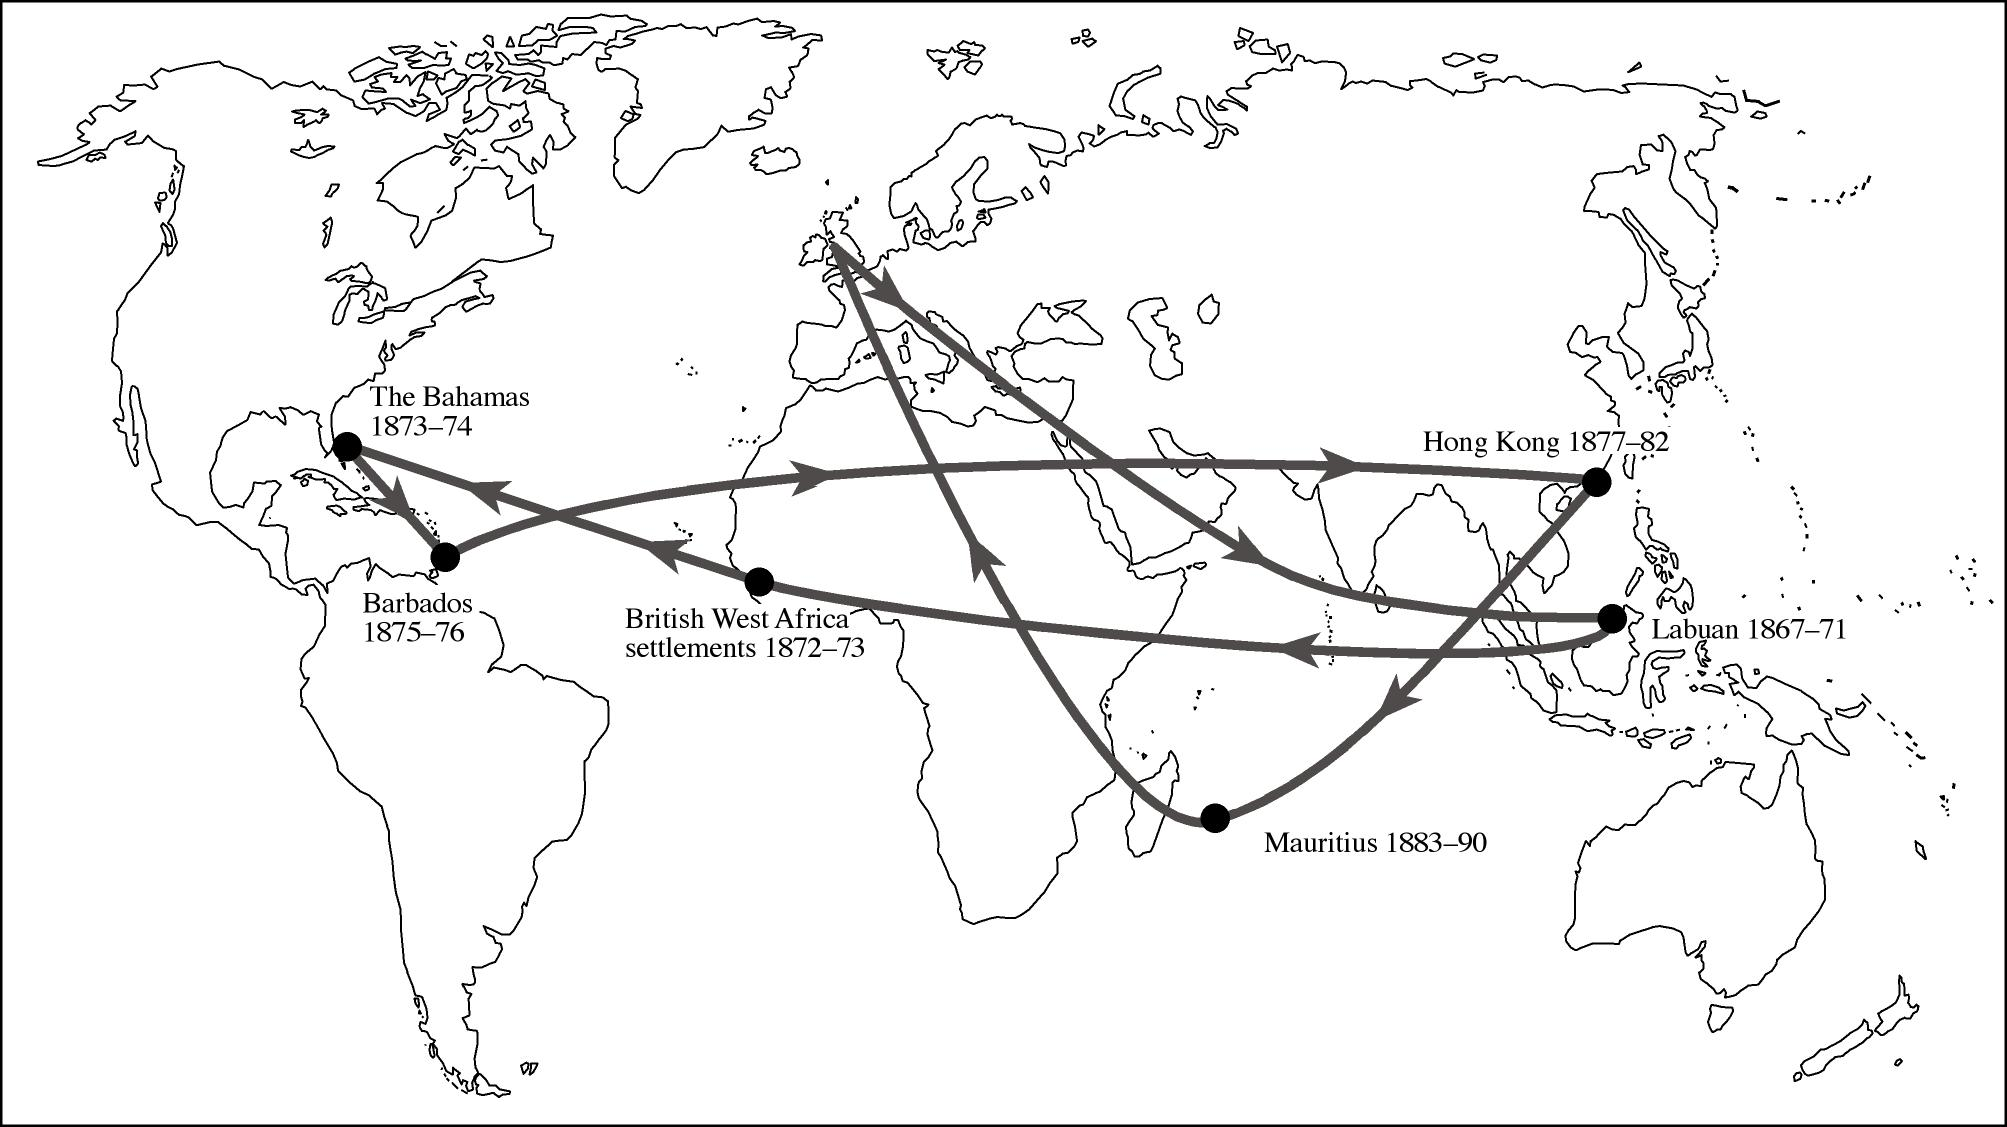 The Bahamas
1873–74
Hong Kong 1877–82
Barbados
1875–76
British West Africa
settlements 1872–73
Labuan 1867–71
Mauritius 1883–90